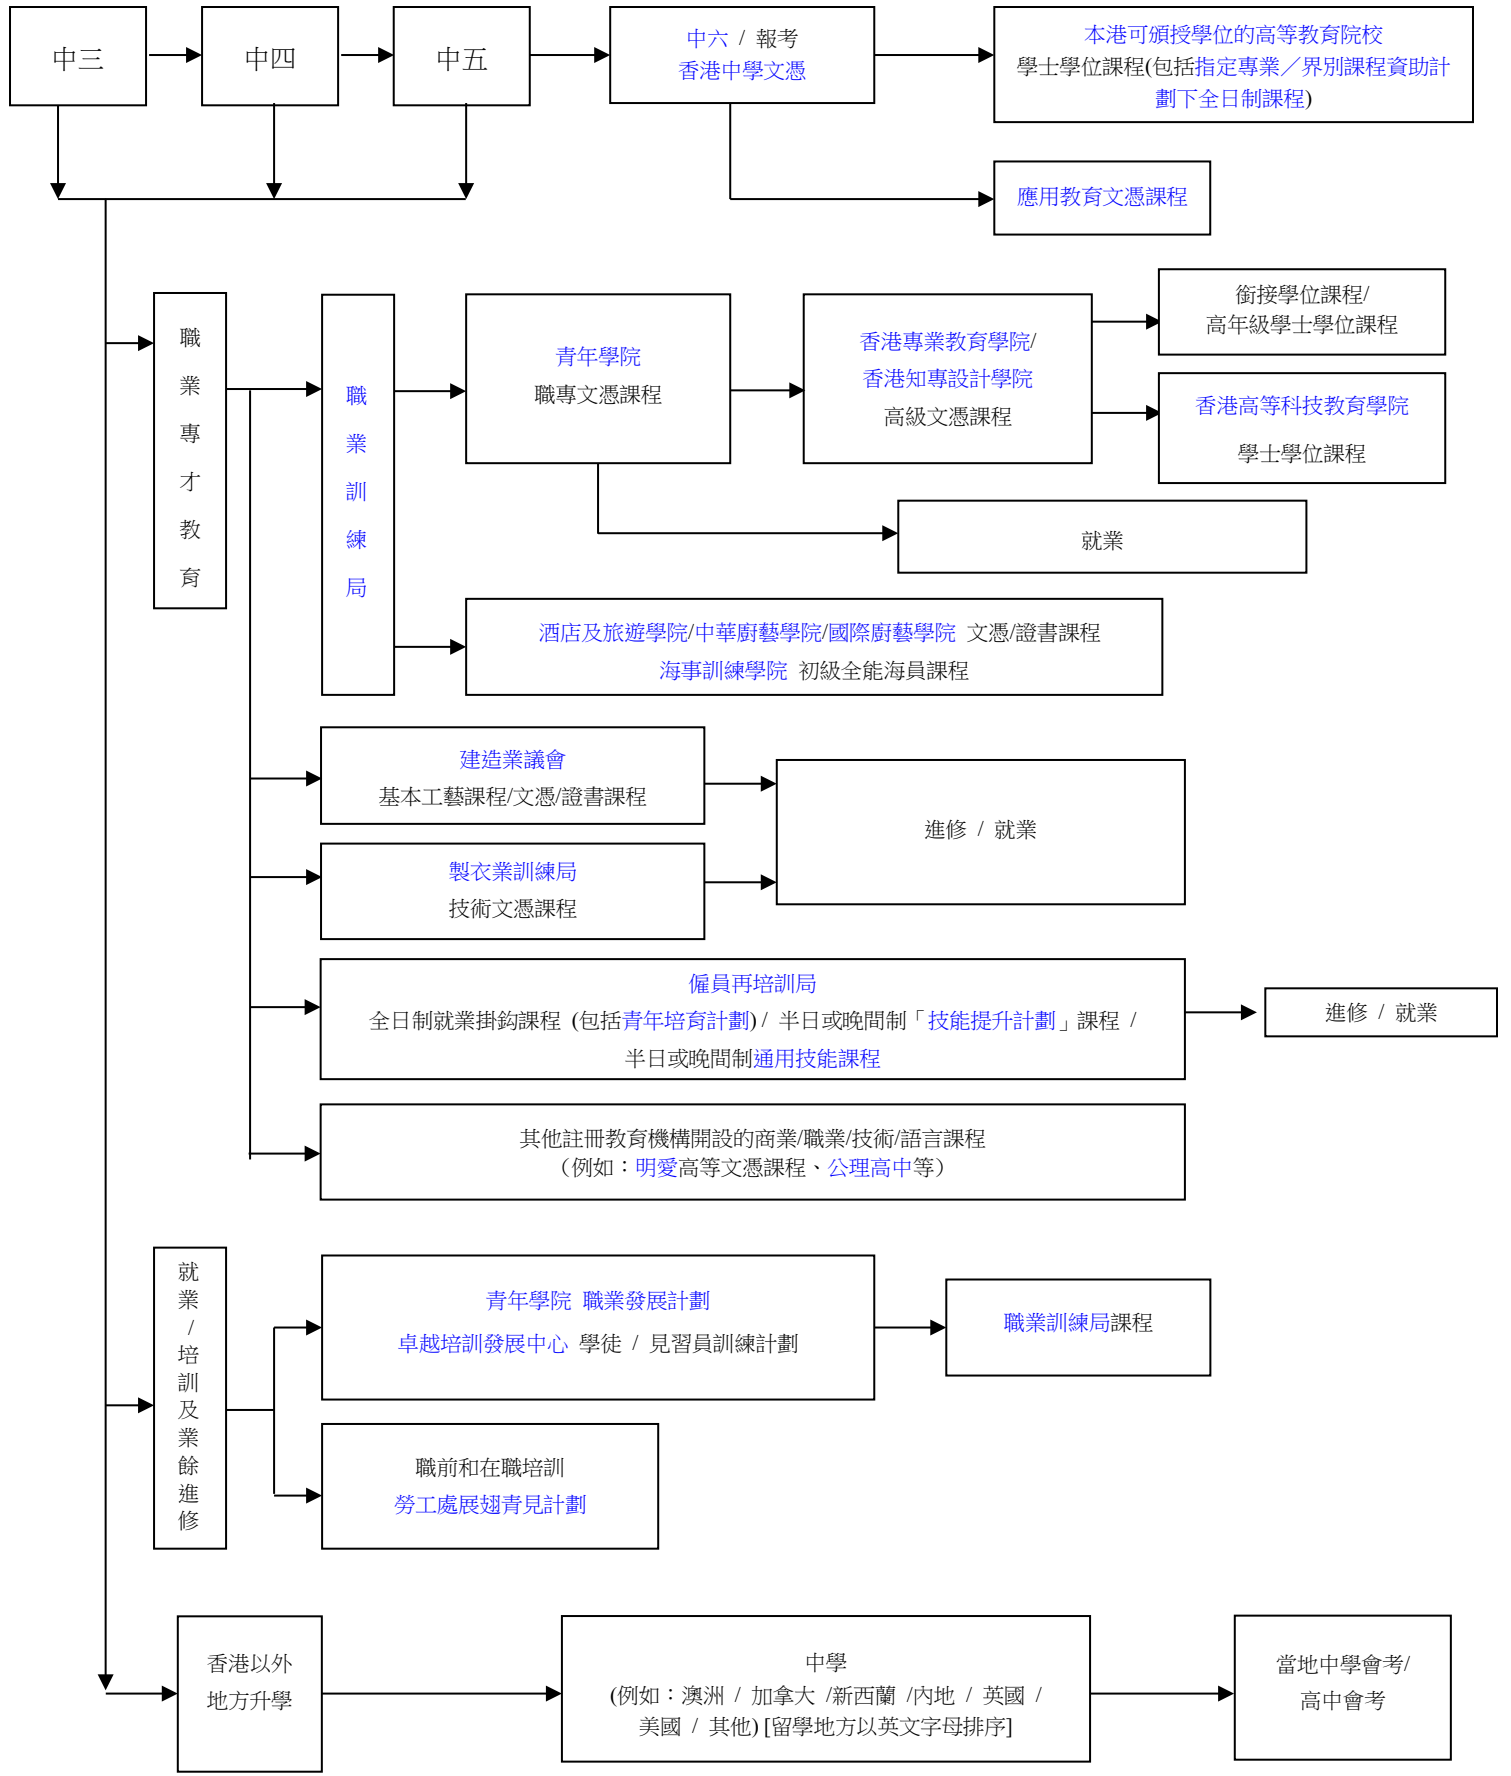 中三
中四
中五
中六 / 報考
香港中學文憑
本港可頒授學位的高等教育院校
學士學位課程(包括指定專業／界別課程資助計
劃下全日制課程)
應用教育文憑課程
職業專才教育
職業訓練局
青年學院
職專文憑課程
香港專業教育學院/
香港知專設計學院
高級文憑課程
銜接學位課程/
高年級學士學位課程
香港高等科技教育學院
學士學位課程
就業
酒店及旅遊學院/中華廚藝學院/國際廚藝學院 文憑/證書課程
海事訓練學院 初級全能海員課程
建造業議會
基本工藝課程/文憑/證書課程
製衣業訓練局
技術文憑課程
進修 / 就業
僱員再培訓局
全日制就業掛鈎課程 (包括青年培育計劃) / 半日或晚間制「技能提升計劃」課程 /
半日或晚間制通用技能課程
進修 / 就業
其他註冊教育機構開設的商業/職業/技術/語言課程
（例如：明愛高等文憑課程、公理高中等）
就業/培訓及業餘進修
青年學院 職業發展計劃
卓越培訓發展中心 學徒 / 見習員訓練計劃
職業訓練局課程
職前和在職培訓
勞工處展翅青見計劃
香港以外
地方升學
中學
(例如：澳洲 / 加拿大 /新西蘭 /內地 / 英國 /
美國 / 其他) [留學地方以英文字母排序]
當地中學會考/
高中會考